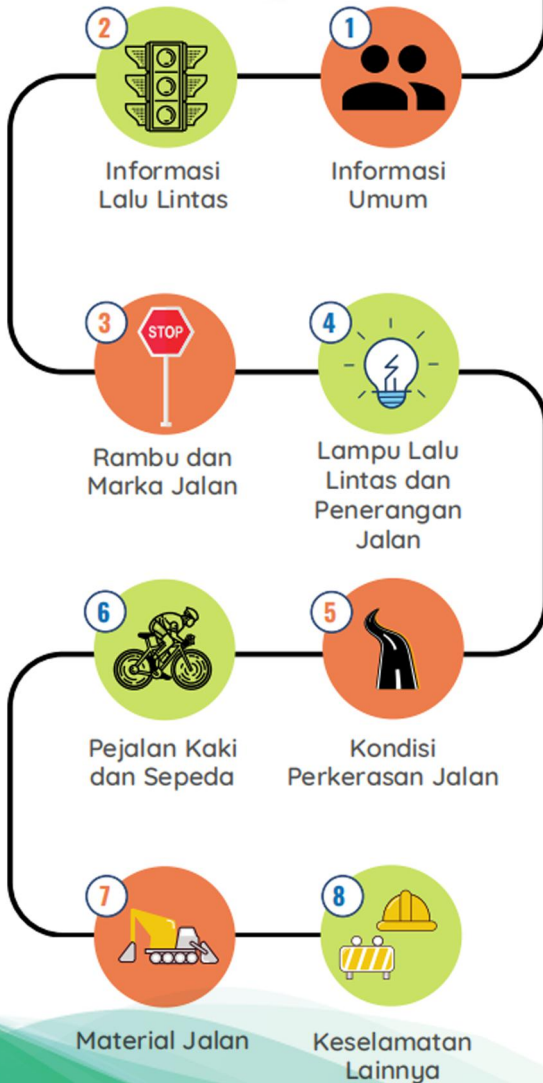 1
Informasi
Umum
2
Informasi
Lalu Lintas
3
STOP
Rambu dan
Marka Jalan
4
Lampu Lalu
Lintas dan
Penerangan
Jalan
5
Kondisi
Perkerasan Jalan
6
Pejalan Kaki
dan Sepeda
7
Material Jalan
8
Keselamatan
Lainnya